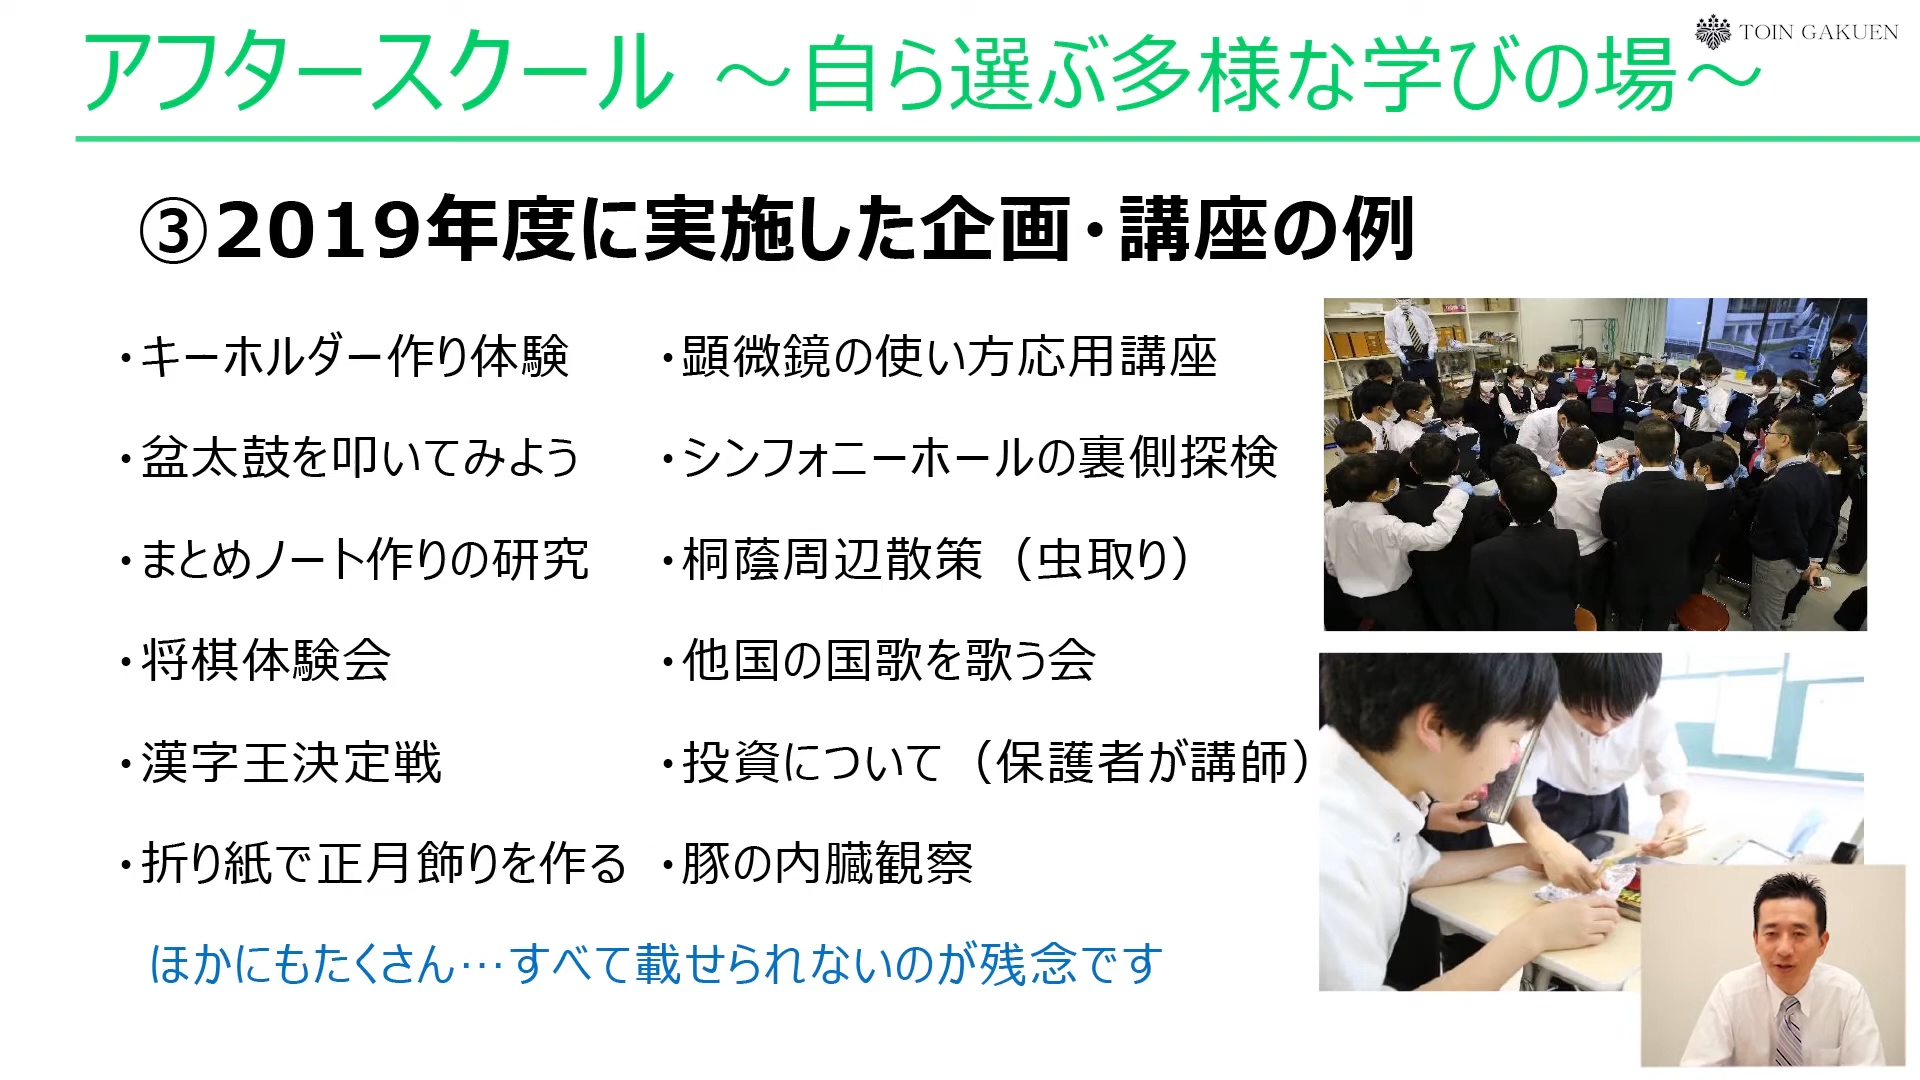 アフタースクール ～自ら選ぶ多様な学びの場～
TOIN GAKUEN
③2019年度に実施した企画・講座の例
・キーホルダー作り体験
・盆太鼓を叩いてみよう
・まとめノート作りの研究
・将棋体験会
・漢字王決定戦
・折り紙で正月飾りを作る
・顕微鏡の使い方応用講座
・シンフォニーホールの裏側探検
・桐蔭周辺散策（虫取り）
・他国の国歌を歌う会
・投資について（保護者が講師）
・豚の内臓観察
ほかにもたくさん…すべて載せられないのが残念です